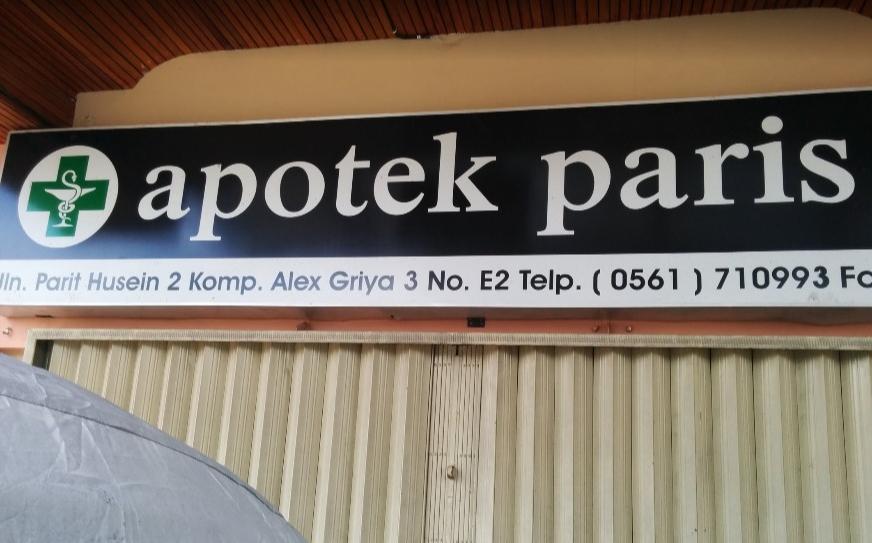 apotek paris
Jln. Parit Husein 2 Komp. Alex Griya 3 No. E2 Telp. ( 0561 ) 710993